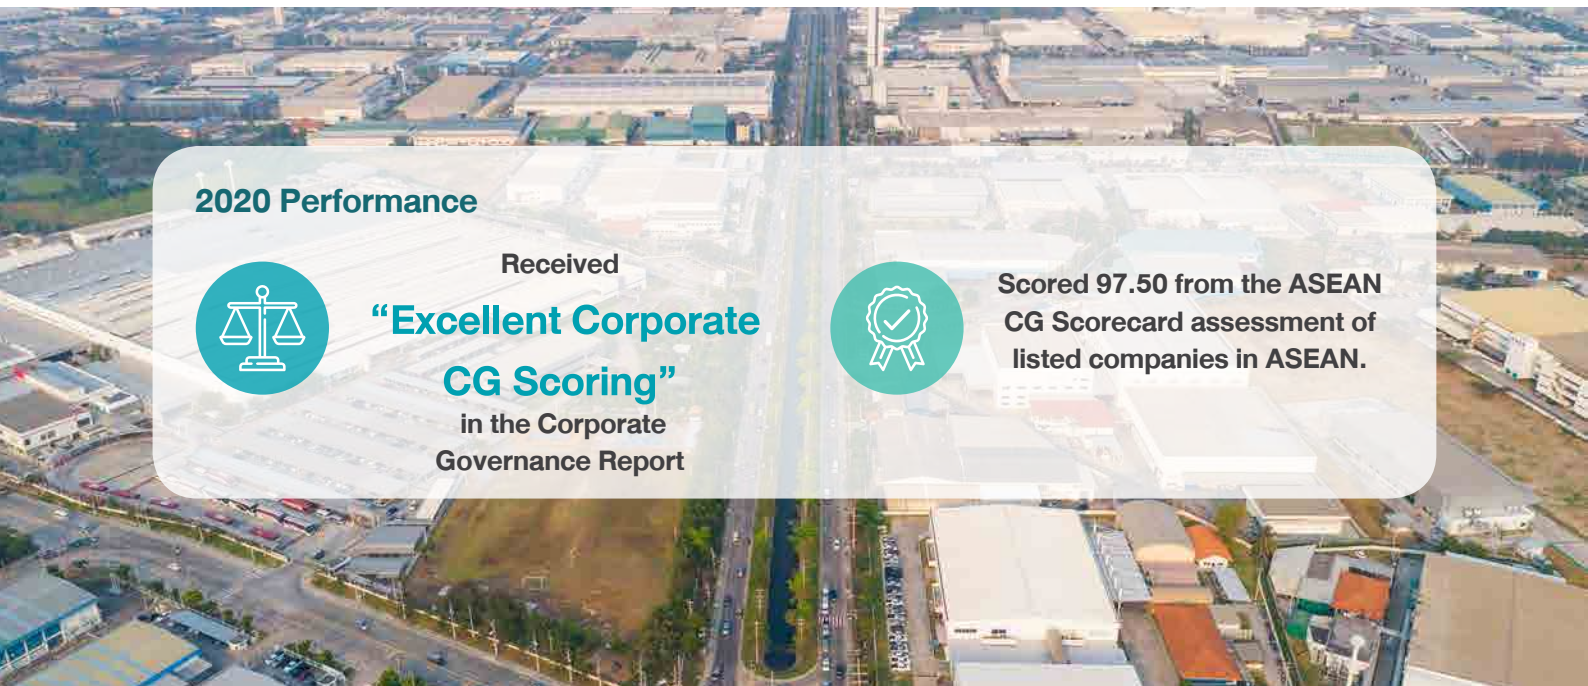 2020 Performance
Received
“Excellent Corporate
CG Scoring”
in the Corporate
Governance Report
Scored 97.50 from the ASEAN
CG Scorecard assessment of
listed companies in ASEAN.